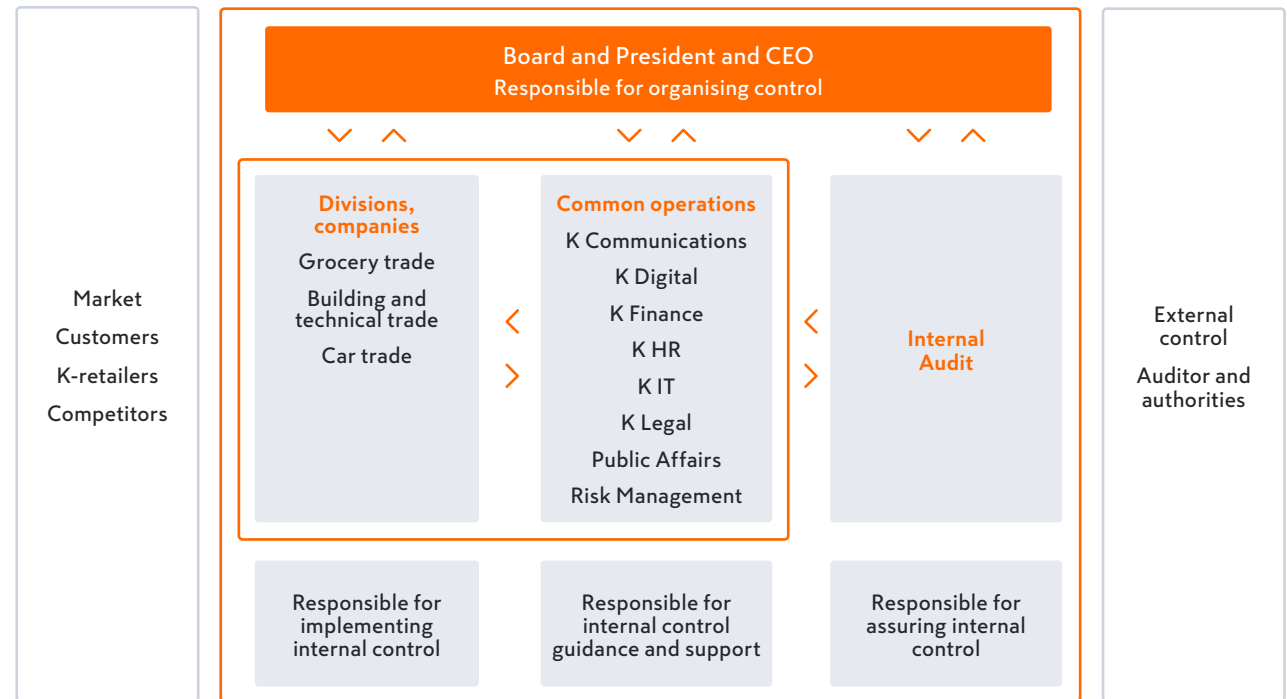 Board and President and CEO
Responsible for organising control
Market
Customers
K-retailers
Competitors
Divisions,
companies
Grocery trade
Building and
technical trade
Car trade
Common operations
K Communications
K Digital
K Finance
K HR
K IT
K Legal
Public Affairs
Risk Management
Internal
Audit
External
control
Auditor and
authorities
Responsible for
implementing
internal control
Responsible for
internal control
guidance and support
Responsible for
assuring internal
control